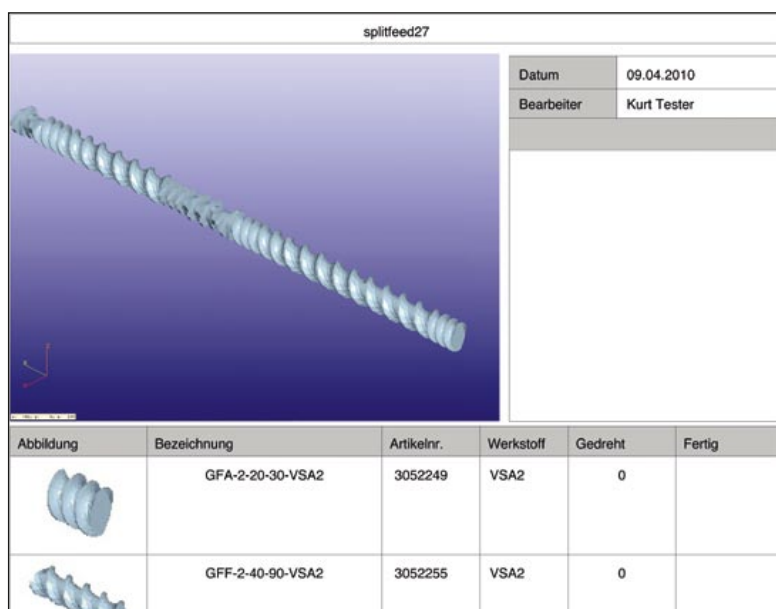 splitfeed27
Datum 09.04.2010
Bearbeiter Kurt Tester
Abbildung Bezeichnung Artikelnr. Werkstoff Gedreht Fertig
GFA-2-20-30-VSA2 3052249 VSA2 0
GFF-2-40-90-VSA2 3052255 VSA2 0